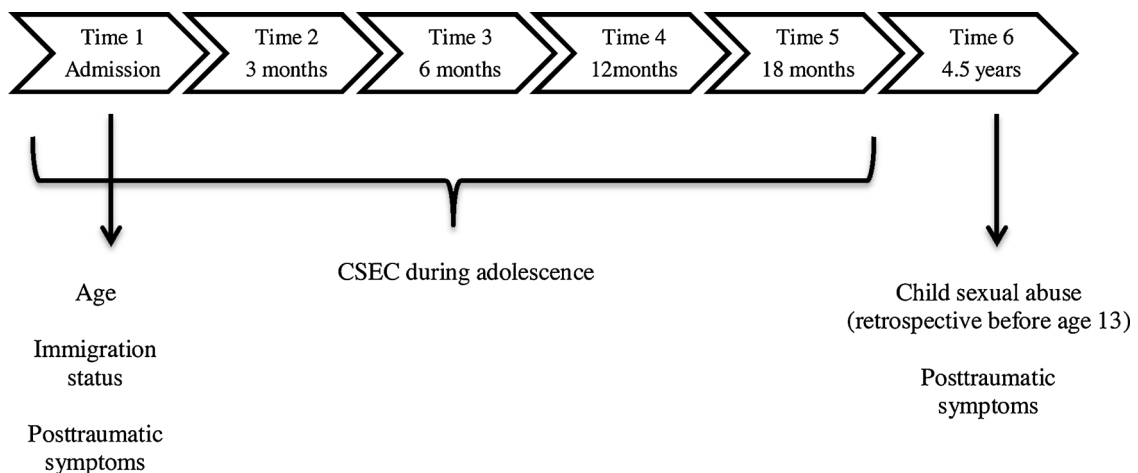 Time 1
Admission
Time 2
3 months
Time 3
6 months
Time 4
12months
Time 5
18 months
Time 6
4.5 years
CSEC during adolescence
Age
Immigration
status
Posttraumatic
symptoms
Child sexual abuse
(retrospective before age 13)
Posttraumatic
symptoms